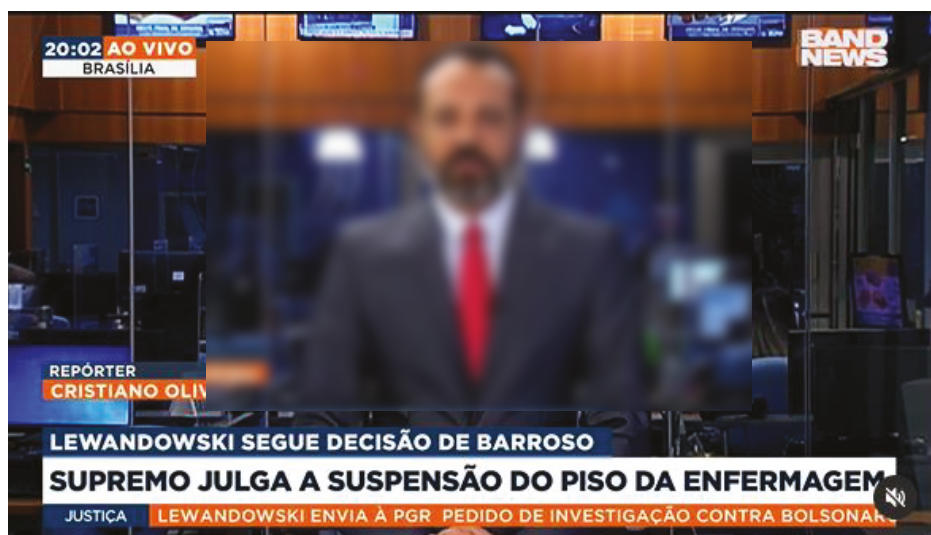 20:02 AO VIVO
BRASÍLIA
BAND
NEWS
REPÓRTER
CRISTIANO OLIV
LEWANDOWSKI SEGUE DECISÃO DE BARROSO
SUPREMO JULGA A SUSPENSÃO DO PISO DA ENFERMAGEM
JUSTIÇA LEWANDOWSKI ENVIA À PGR PEDIDO DE INVESTIGAÇÃO CONTRA BOLSONARO